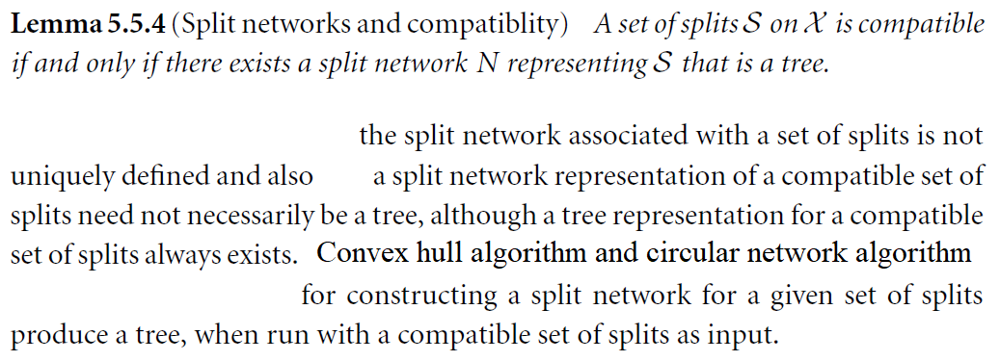 Lemma 5.5.4 (Split networks and compatiblity) A set of splits 𝒮 on 𝒳 is compatible
if and only if there exists a split network N representing 𝒮 that is a tree.
the split network associated with a set of splits is not
uniquely defined and also a split network representation of a compatible set of
splits need not necessarily be a tree, although a tree representation for a compatible
set of splits always exists. Convex hull algorithm and circular network algorithm
for constructing a split network for a given set of splits
produce a tree, when run with a compatible set of splits as input.